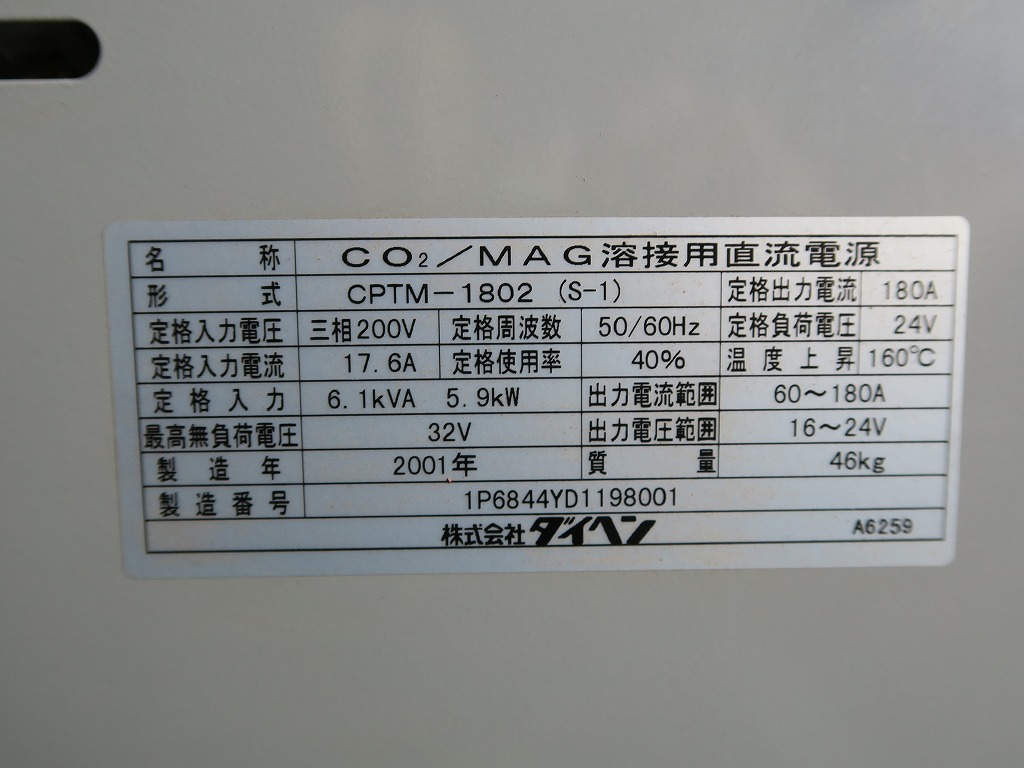 名称 CO₂/MAG溶接用直流電源
形式 CPTM-1802 (S-1) 定格出力電流 180A
定格入力電圧 三相200V 定格周波数 50/60Hz 定格負荷電圧 24V
定格入力電流 17.6A 定格使用率 40% 温度上昇 160℃
定格入力 6.1kVA 5.9kW 出力電流範囲 60～180A
最高無負荷電圧 32V 出力電圧範囲 16～24V
製造年 2001年 質量 46kg
製造番号 1P6844YD1198001
株式会社ダイヘン A6259